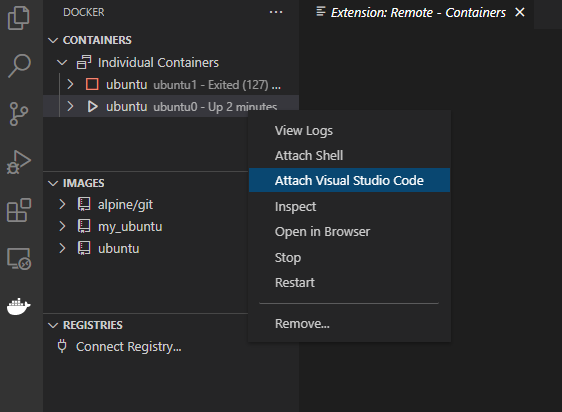 DOCKER
Extension: Remote - Containers
CONTAINERS
Individual Containers
ubuntu ubuntu1 - Exited (127) ...
ubuntu ubuntu0 - Up 2 minutes
View Logs
Attach Shell
Attach Visual Studio Code
Inspect
Open in Browser
Stop
Restart
Remove...
IMAGES
alpine/git
my_ubuntu
ubuntu
REGISTRIES
Connect Registry...